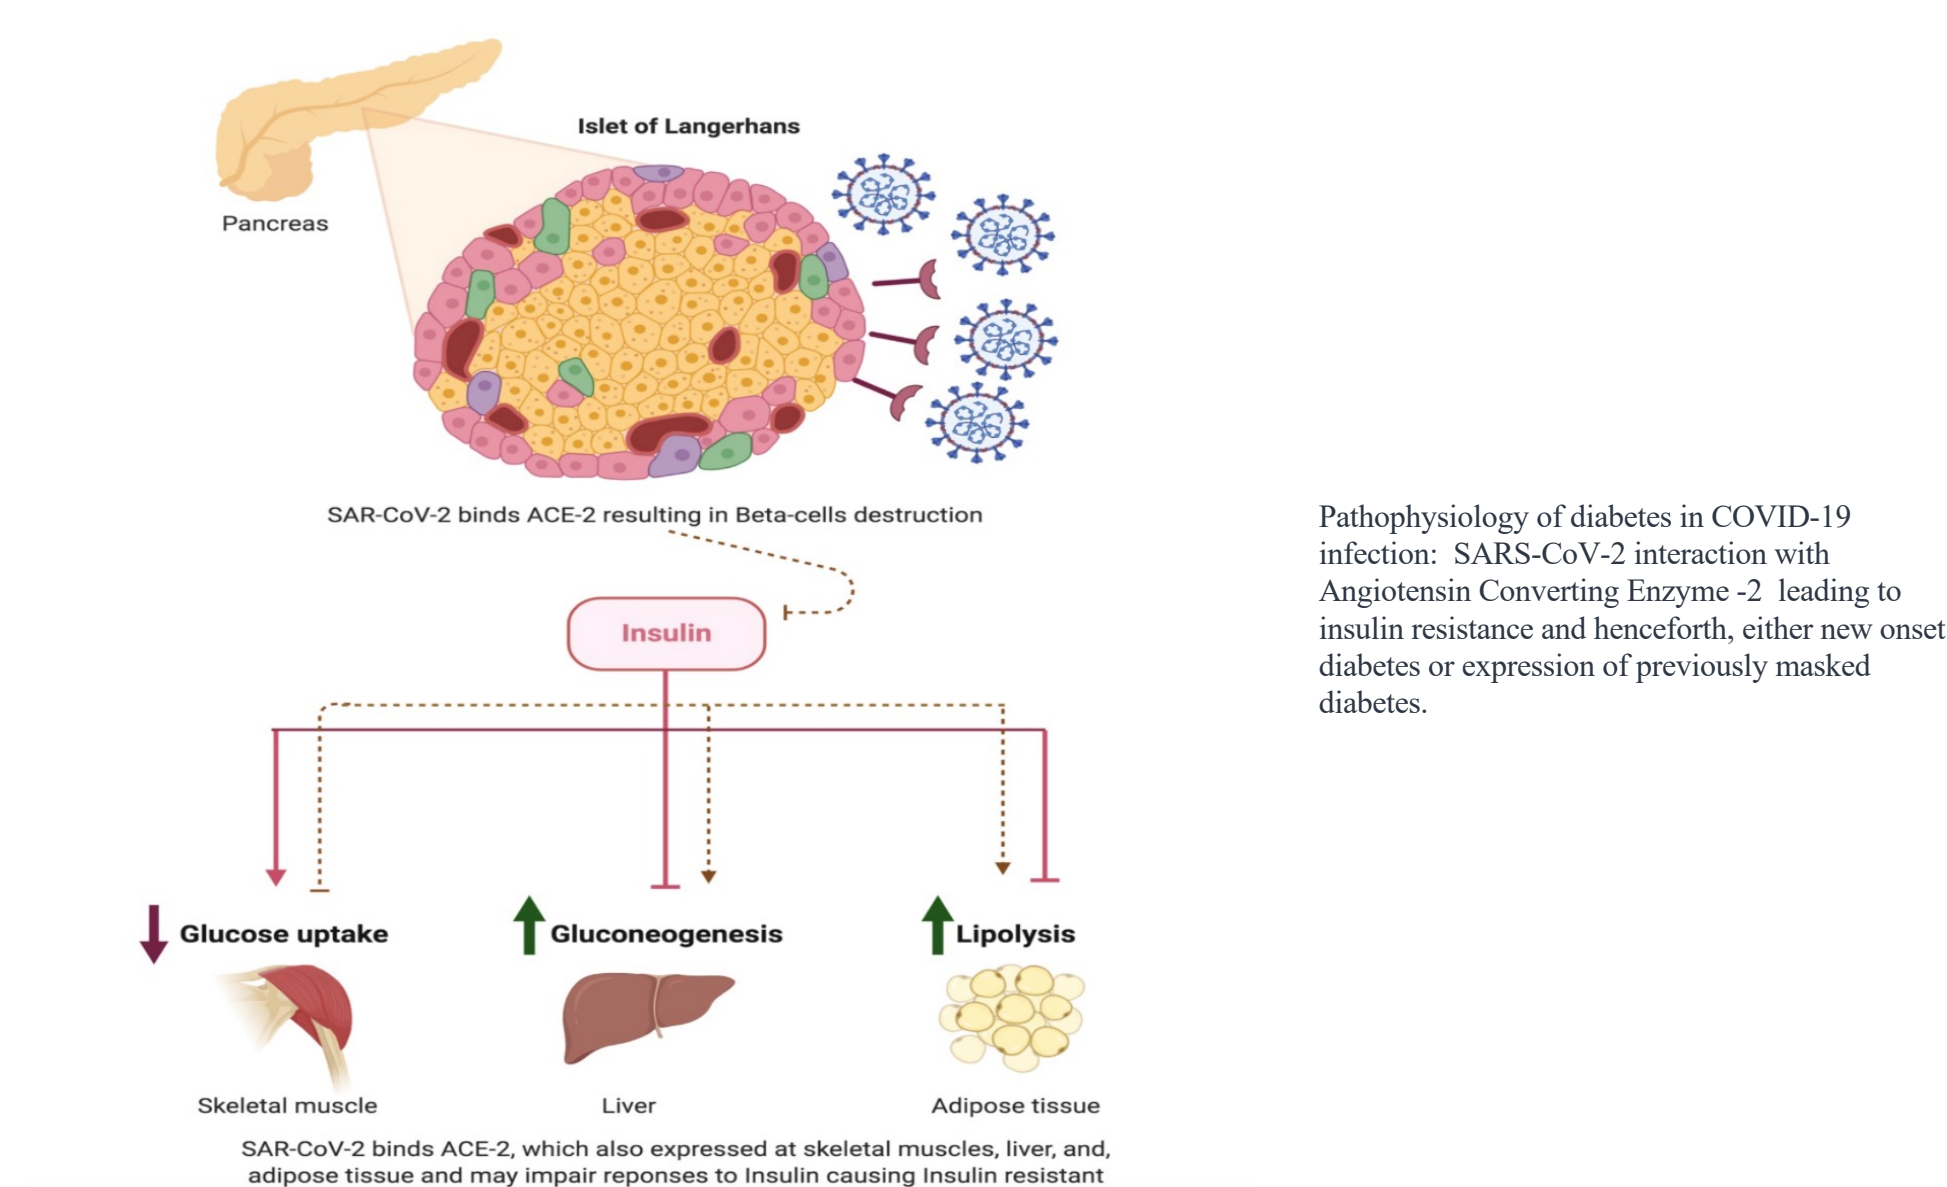 Islet of Langerhans
Pancreas
SAR-CoV-2 binds ACE-2 resulting in Beta-cells destruction
Insulin
Glucose uptake
Gluconeogenesis
Lipolysis
Skeletal muscle
Liver
Adipose tissue
SAR-CoV-2 binds ACE-2, which also expressed at skeletal muscles, liver, and,
adipose tissue and may impair reponses to Insulin causing Insulin resistant
Pathophysiology of diabetes in COVID-19
infection:  SARS-CoV-2 interaction with
Angiotensin Converting Enzyme -2  leading to
insulin resistance and henceforth, either new onset
diabetes or expression of previously masked
diabetes.